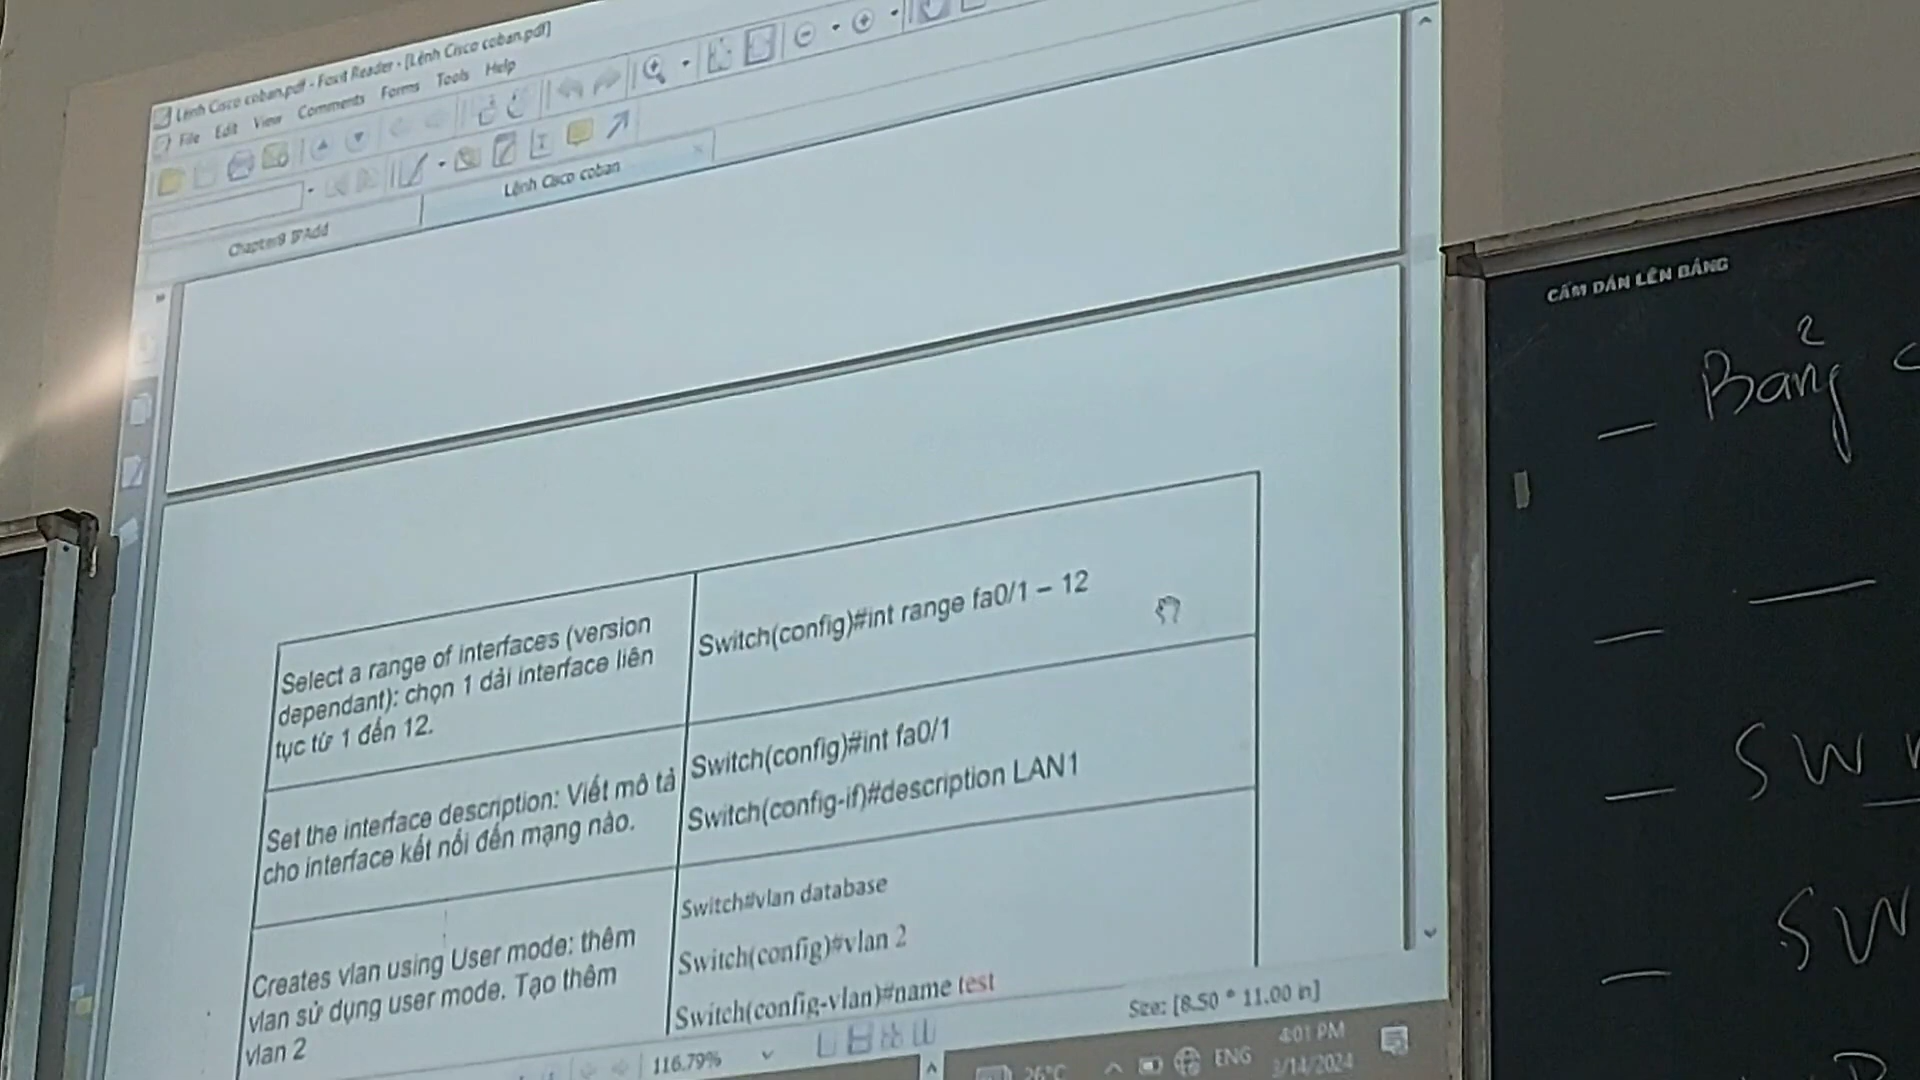 Lệnh Cisco coban.pdf - Foxit Reader - [Lệnh Cisco coban.pdf]
File Edit View Comments Forms Tools Help
Chapter9 IPAdd
Lệnh Cisco coban
CẤM DÁN LÊN BẢNG
Select a range of interfaces (version
dependant): chọn 1 dải interface liên
tục từ 1 đến 12.
Switch(config)#int range fa0/1 – 12
Set the interface description: Viết mô tả
cho interface kết nối đến mạng nào.
Switch(config)#int fa0/1
Switch(config-if)#description LAN1
Creates vlan using User mode: thêm
vlan sử dụng user mode. Tạo thêm
vlan 2
Switch#vlan database
Switch(config)#vlan 2
Switch(config-vlan)#name test
116.79%
Size: [8.50 * 11.00 in]
26°C
ENG
4:01 PM
3/14/2024
– Bảng
–
– SW
– SW